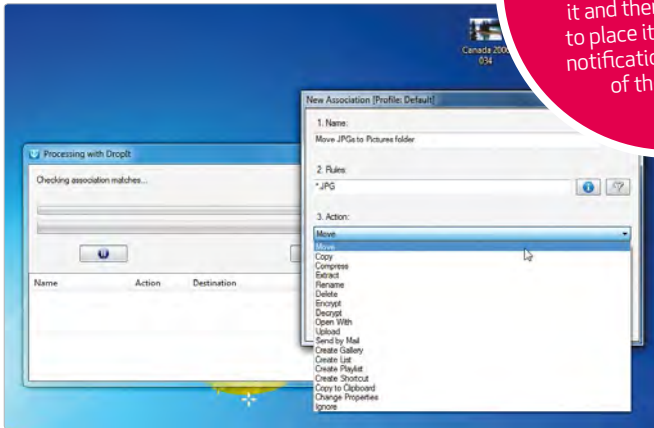 it and then
to place it
notificatio
of th
Canada 2006
034
New Association [Profile: Default]
1. Name:
Move JPGs to Pictures folder
2. Rules:
*.JPG
3. Action:
Move
Move
Copy
Compress
Extract
Rename
Delete
Encrypt
Decrypt
Open With
Upload
Send by Mail
Create Gallery
Create List
Create Playlist
Create Shortcut
Copy to Clipboard
Change Properties
Ignore
Processing with DropIt
Checking association matches...
Name Action Destination